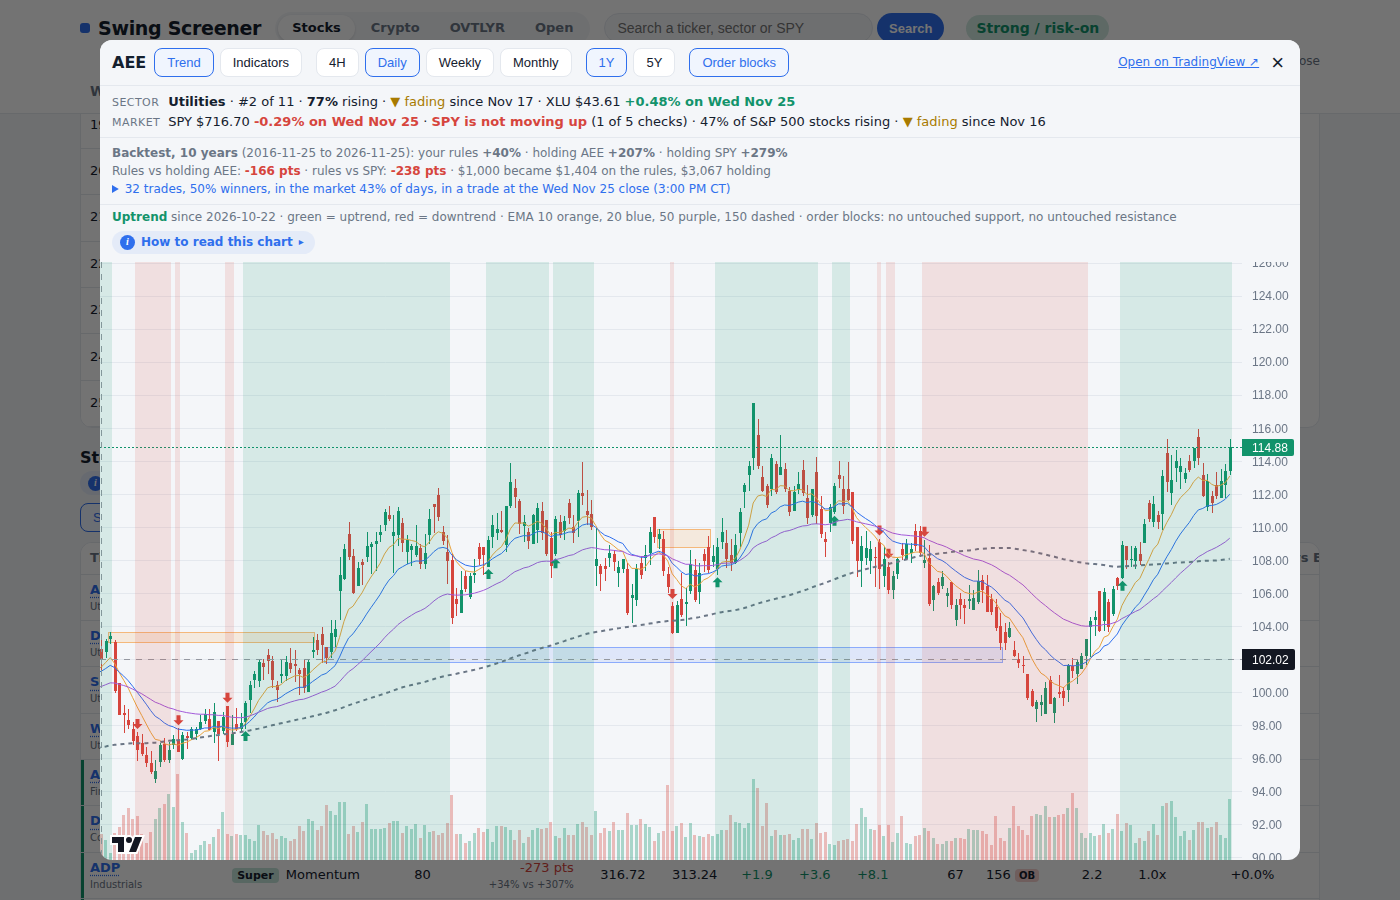 Swing Screener Stocks Crypto OVTLYR Open Search a ticker, sector or SPY Search Strong / risk-on
AEE Trend Indicators 4H Daily Weekly Monthly 1Y 5Y Order blocks Open on TradingView ↗ ×
SECTOR Utilities · #2 of 11 · 77% rising · ▼ fading since Nov 17 · XLU $43.61 +0.48% on Wed Nov 25
MARKET SPY $716.70 -0.29% on Wed Nov 25 · SPY is not moving up (1 of 5 checks) · 47% of S&P 500 stocks rising · ▼ fading since Nov 16
Backtest, 10 years (2016-11-25 to 2026-11-25): your rules +40% · holding AEE +207% · holding SPY +279%
Rules vs holding AEE: -166 pts · rules vs SPY: -238 pts · $1,000 became $1,404 on the rules, $3,067 holding
▶ 32 trades, 50% winners, in the market 43% of days, in a trade at the Wed Nov 25 close (3:00 PM CT)
Uptrend since 2026-10-22 · green = uptrend, red = downtrend · EMA 10 orange, 20 blue, 50 purple, 150 dashed · order blocks: no untouched support, no untouched resistance
i How to read this chart ▸
126.00
124.00
122.00
120.00
118.00
116.00
114.88
114.00
112.00
110.00
108.00
106.00
104.00
102.02
100.00
98.00
96.00
94.00
92.00
90.00
ADP Super Momentum 80 -273 pts 316.72 313.24 +1.9 +3.6 +8.1 67 156 OB 2.2 1.0x +0.0%
Industrials +34% vs +307%